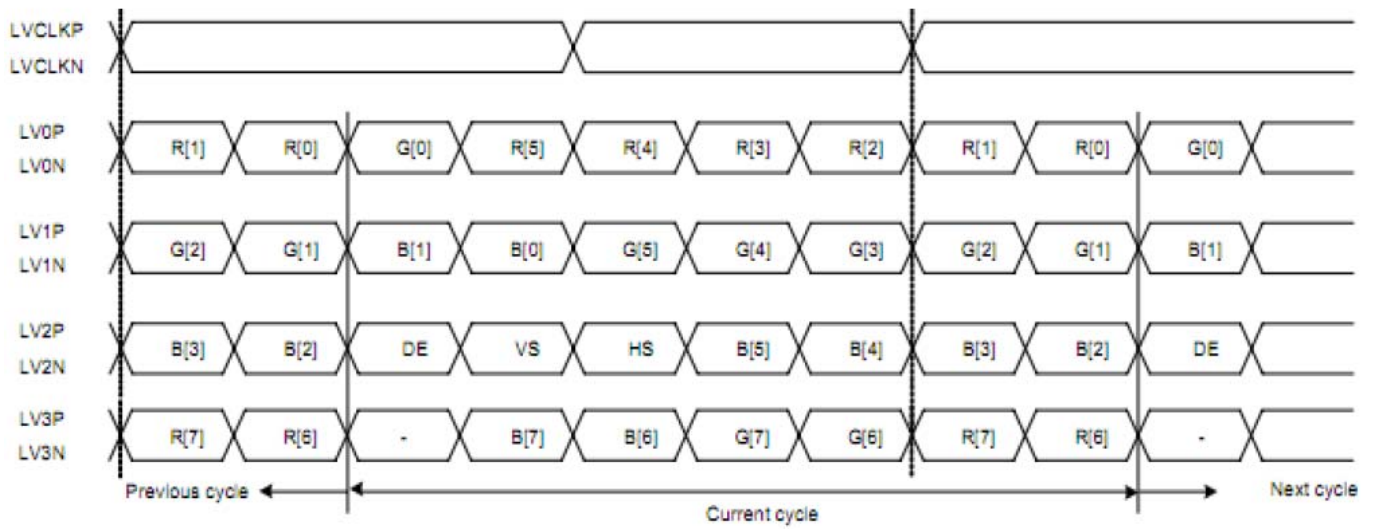 LVCLKP
LVCLKN
LV0P
LV0N
R[1] R[0] G[0] R[5] R[4] R[3] R[2] R[1] R[0] G[0]
LV1P
LV1N
G[2] G[1] B[1] B[0] G[5] G[4] G[3] G[2] G[1] B[1]
LV2P
LV2N
B[3] B[2] DE VS HS B[5] B[4] B[3] B[2] DE
LV3P
LV3N
R[7] R[6] - B[7] B[6] G[7] G[6] R[7] R[6] -
Previous cycle Next cycle
Current cycle